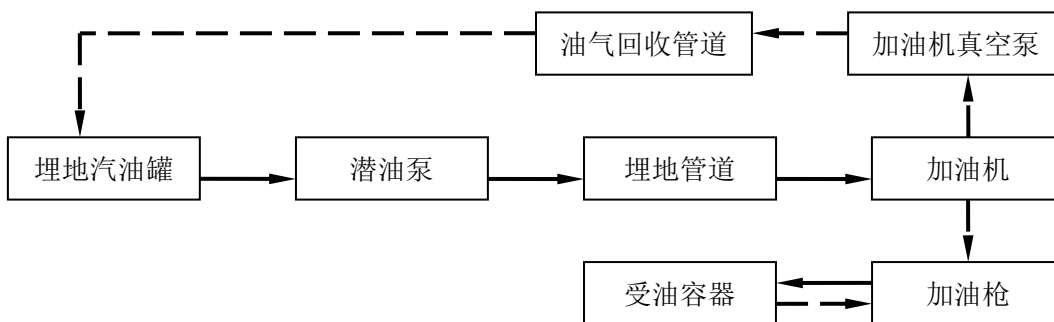 油气回收管道
加油机真空泵
埋地汽油罐
潜油泵
埋地管道
加油机
受油容器
加油枪